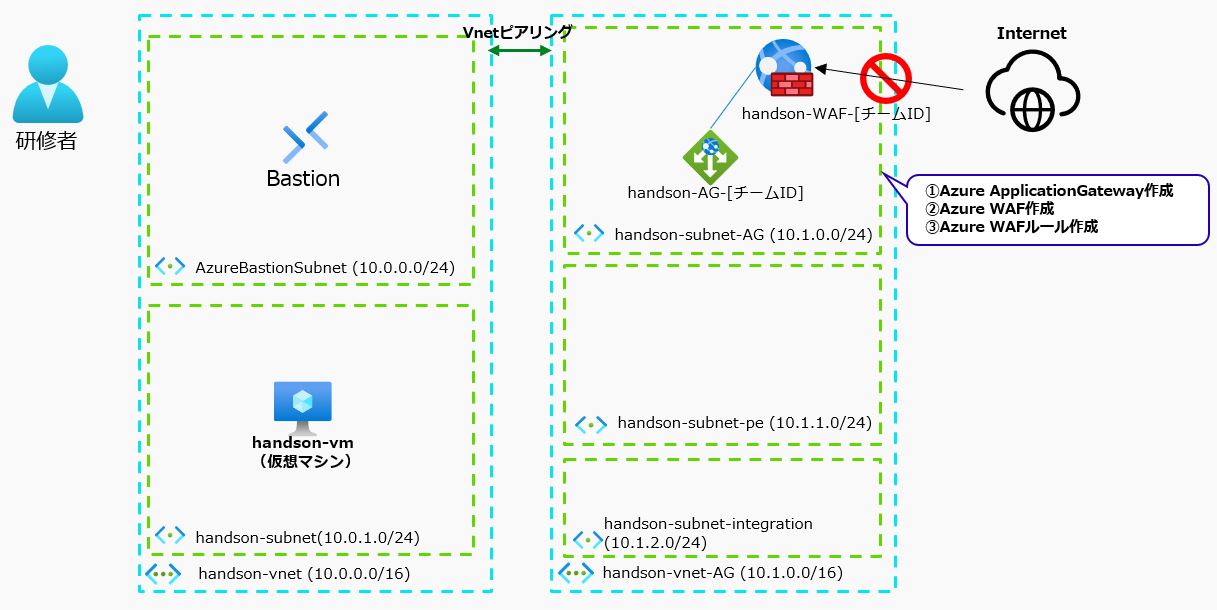 Vnetピアリング
Internet
研修者
Bastion
handson-WAF-[チームID]
handson-AG-[チームID]
①Azure ApplicationGateway作成
②Azure WAF作成
③Azure WAFルール作成
AzureBastionSubnet (10.0.0.0/24)
handson-subnet-AG (10.1.0.0/24)
handson-vm
（仮想マシン）
handson-subnet-pe (10.1.1.0/24)
handson-subnet(10.0.1.0/24)
handson-subnet-integration
(10.1.2.0/24)
handson-vnet (10.0.0.0/16)
handson-vnet-AG (10.1.0.0/16)